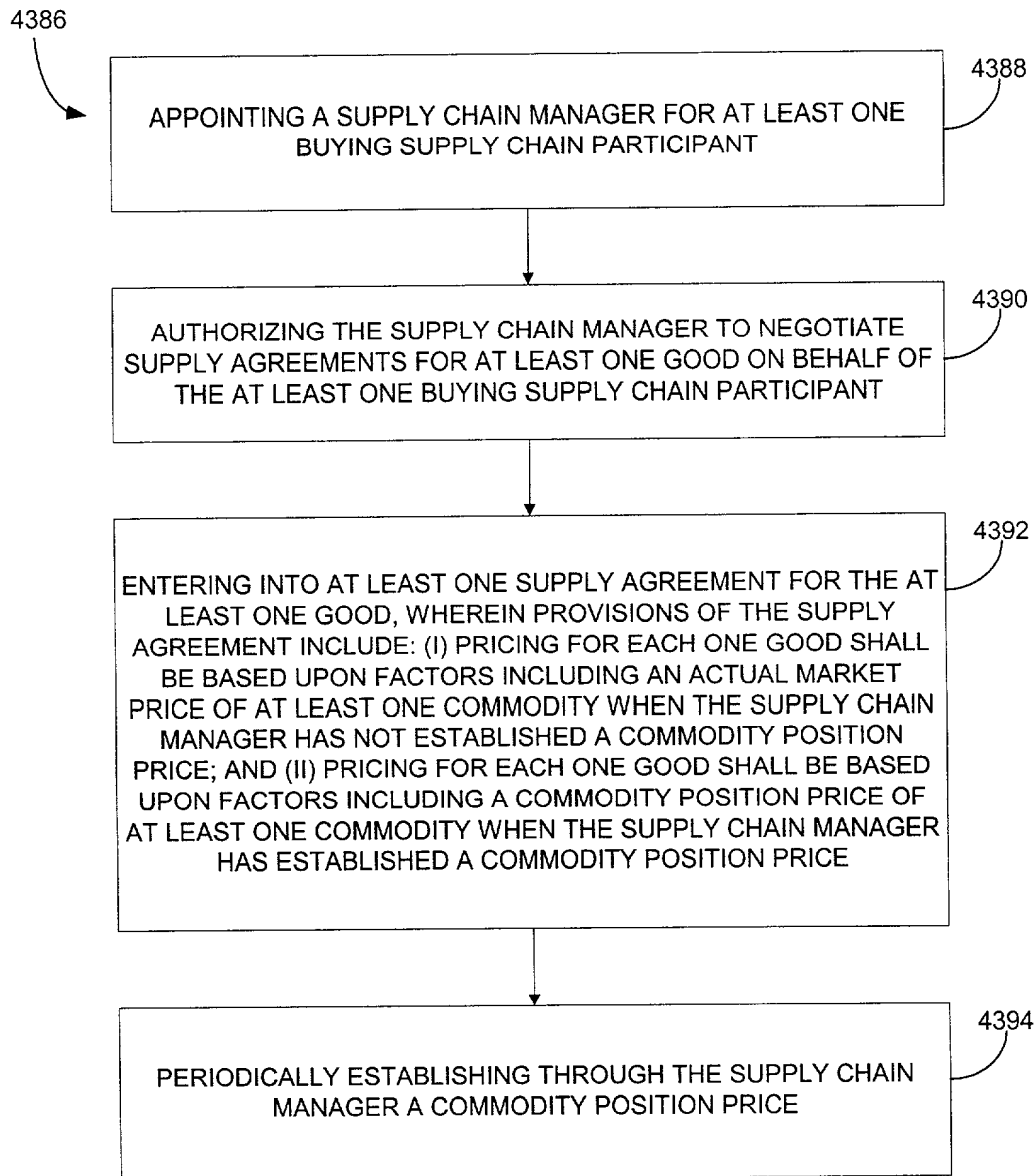 4386
4388
APPOINTING A SUPPLY CHAIN MANAGER FOR AT LEAST ONE
BUYING SUPPLY CHAIN PARTICIPANT
4390
AUTHORIZING THE SUPPLY CHAIN MANAGER TO NEGOTIATE
SUPPLY AGREEMENTS FOR AT LEAST ONE GOOD ON BEHALF OF
THE AT LEAST ONE BUYING SUPPLY CHAIN PARTICIPANT
4392
ENTERING INTO AT LEAST ONE SUPPLY AGREEMENT FOR THE AT
LEAST ONE GOOD, WHEREIN PROVISIONS OF THE SUPPLY
AGREEMENT INCLUDE: (I) PRICING FOR EACH ONE GOOD SHALL
BE BASED UPON FACTORS INCLUDING AN ACTUAL MARKET
PRICE OF AT LEAST ONE COMMODITY WHEN THE SUPPLY CHAIN
MANAGER HAS NOT ESTABLISHED A COMMODITY POSITION
PRICE; AND (II) PRICING FOR EACH ONE GOOD SHALL BE BASED
UPON FACTORS INCLUDING A COMMODITY POSITION PRICE OF
AT LEAST ONE COMMODITY WHEN THE SUPPLY CHAIN MANAGER
HAS ESTABLISHED A COMMODITY POSITION PRICE
4394
PERIODICALLY ESTABLISHING THROUGH THE SUPPLY CHAIN
MANAGER A COMMODITY POSITION PRICE